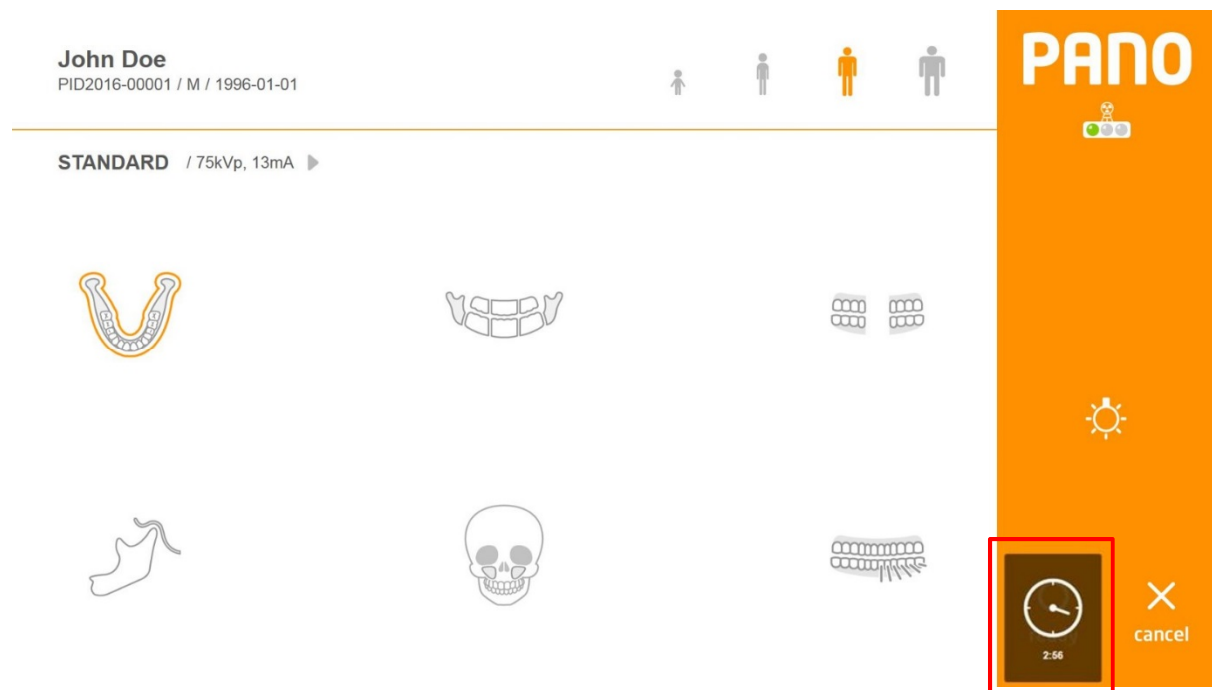 John Doe
PID2016-00001 / M / 1996-01-01
PANO
STANDARD / 75kVp, 13mA
2:56
cancel